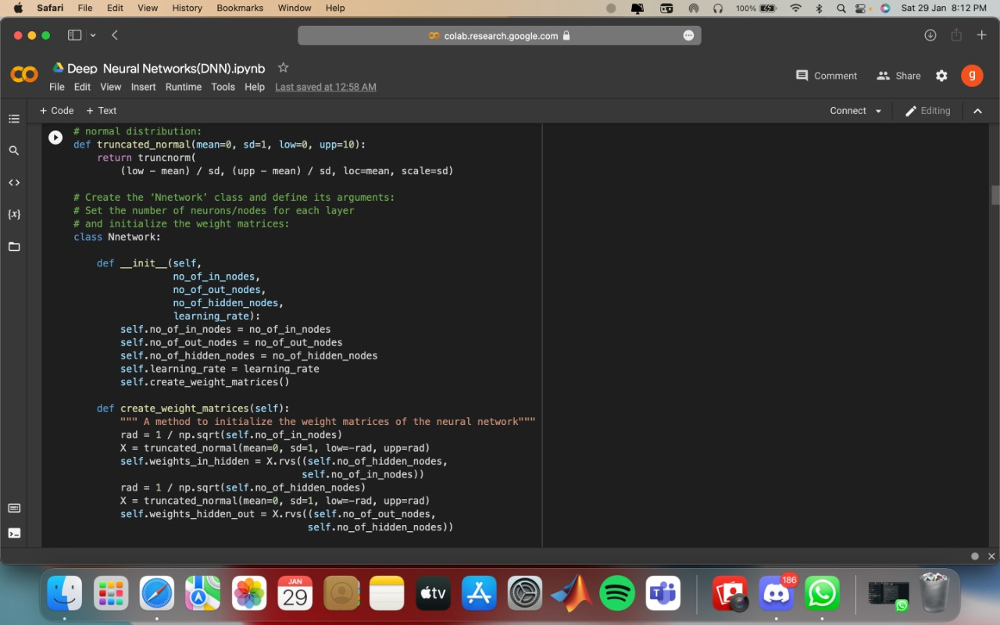 Safari File Edit View History Bookmarks Window Help 100% Sat 29 Jan 8:12 PM
colab.research.google.com
Deep Neural Networks(DNN).ipynb
File Edit View Insert Runtime Tools Help Last saved at 12:58 AM
Comment Share g
+ Code + Text Connect Editing
# normal distribution:
def truncated_normal(mean=0, sd=1, low=0, upp=10):
    return truncnorm(
        (low - mean) / sd, (upp - mean) / sd, loc=mean, scale=sd)
# Create the ‘Nnetwork’ class and define its arguments:
# Set the number of neurons/nodes for each layer
# and initialize the weight matrices:
class Nnetwork:
    def __init__(self,
                 no_of_in_nodes,
                 no_of_out_nodes,
                 no_of_hidden_nodes,
                 learning_rate):
        self.no_of_in_nodes = no_of_in_nodes
        self.no_of_out_nodes = no_of_out_nodes
        self.no_of_hidden_nodes = no_of_hidden_nodes
        self.learning_rate = learning_rate
        self.create_weight_matrices()
    def create_weight_matrices(self):
        """ A method to initialize the weight matrices of the neural network"""
        rad = 1 / np.sqrt(self.no_of_in_nodes)
        X = truncated_normal(mean=0, sd=1, low=-rad, upp=rad)
        self.weights_in_hidden = X.rvs((self.no_of_hidden_nodes,
                                       self.no_of_in_nodes))
        rad = 1 / np.sqrt(self.no_of_hidden_nodes)
        X = truncated_normal(mean=0, sd=1, low=-rad, upp=rad)
        self.weights_hidden_out = X.rvs((self.no_of_out_nodes,
                                        self.no_of_hidden_nodes))
{x}
JAN
29
tv
186